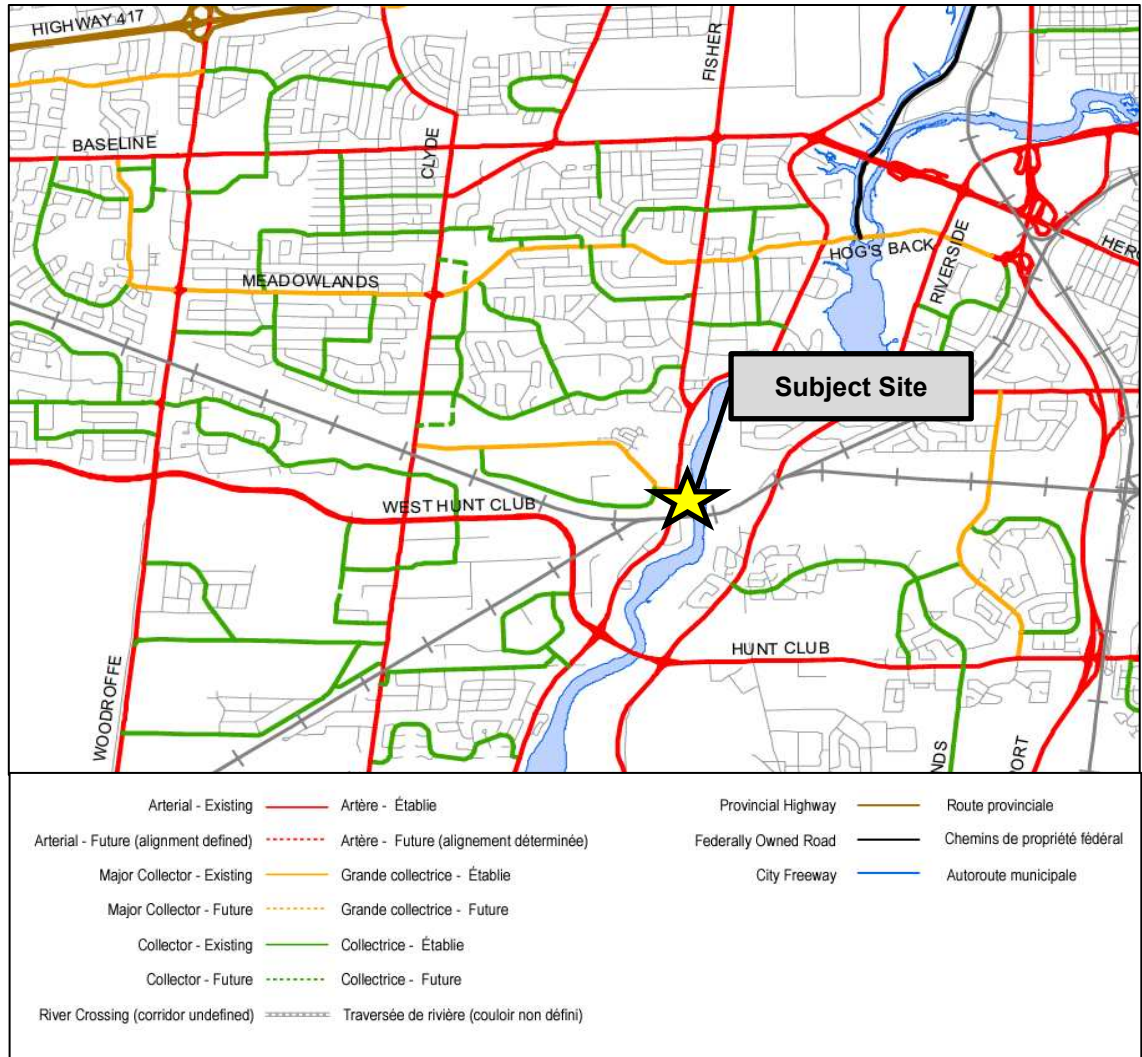 HIGHWAY 417
FISHER
BASELINE
CLYDE
HOG'S BACK
RIVERSIDE
MEADOWLANDS
Subject Site
WEST HUNT CLUB
HUNT CLUB
WOODROFFE
Arterial - Existing Artère - Établie
Arterial - Future (alignment defined) Artère - Future (alignement déterminée)
Major Collector - Existing Grande collectrice - Établie
Major Collector - Future Grande collectrice - Future
Collector - Existing Collectrice - Établie
Collector - Future Collectrice - Future
River Crossing (corridor undefined) Traversée de rivière (couloir non défini)
Provincial Highway Route provinciale
Federally Owned Road Chemins de propriété fédéral
City Freeway Autoroute municipale